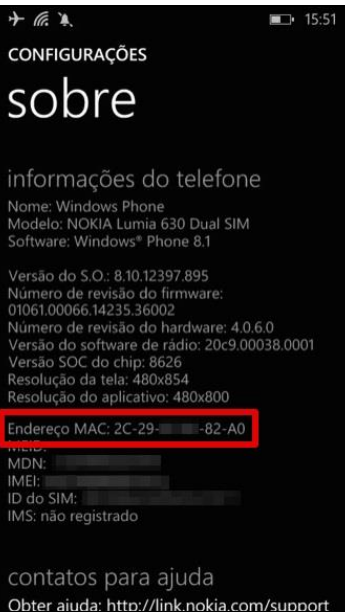 15:51
CONFIGURAÇÕES
sobre
informações do telefone
Nome: Windows Phone
Modelo: NOKIA Lumia 630 Dual SIM
Software: Windows® Phone 8.1
Versão do S.O.: 8.10.12397.895
Número de revisão do firmware:
01061.00066.14235.36002
Número de revisão do hardware: 4.0.6.0
Versão do software de rádio: 20c9.00038.0001
Versão SOC do chip: 8626
Resolução da tela: 480x854
Resolução do aplicativo: 480x800
Endereço MAC: 2C-29- -82-A0
MEID:
MDN:
IMEI:
ID do SIM:
IMS: não registrado
contatos para ajuda
Obter ajuda: http://link.nokia.com/support